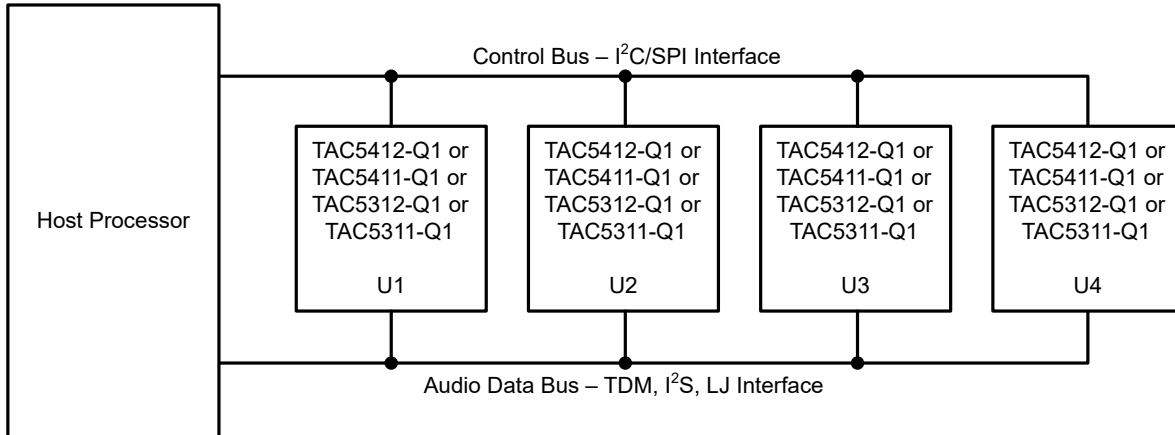 Control Bus – I²C/SPI Interface
Host Processor
TAC5412-Q1 or
TAC5411-Q1 or
TAC5312-Q1 or
TAC5311-Q1
U1
TAC5412-Q1 or
TAC5411-Q1 or
TAC5312-Q1 or
TAC5311-Q1
U2
TAC5412-Q1 or
TAC5411-Q1 or
TAC5312-Q1 or
TAC5311-Q1
U3
TAC5412-Q1 or
TAC5411-Q1 or
TAC5312-Q1 or
TAC5311-Q1
U4
Audio Data Bus – TDM, I²S, LJ Interface